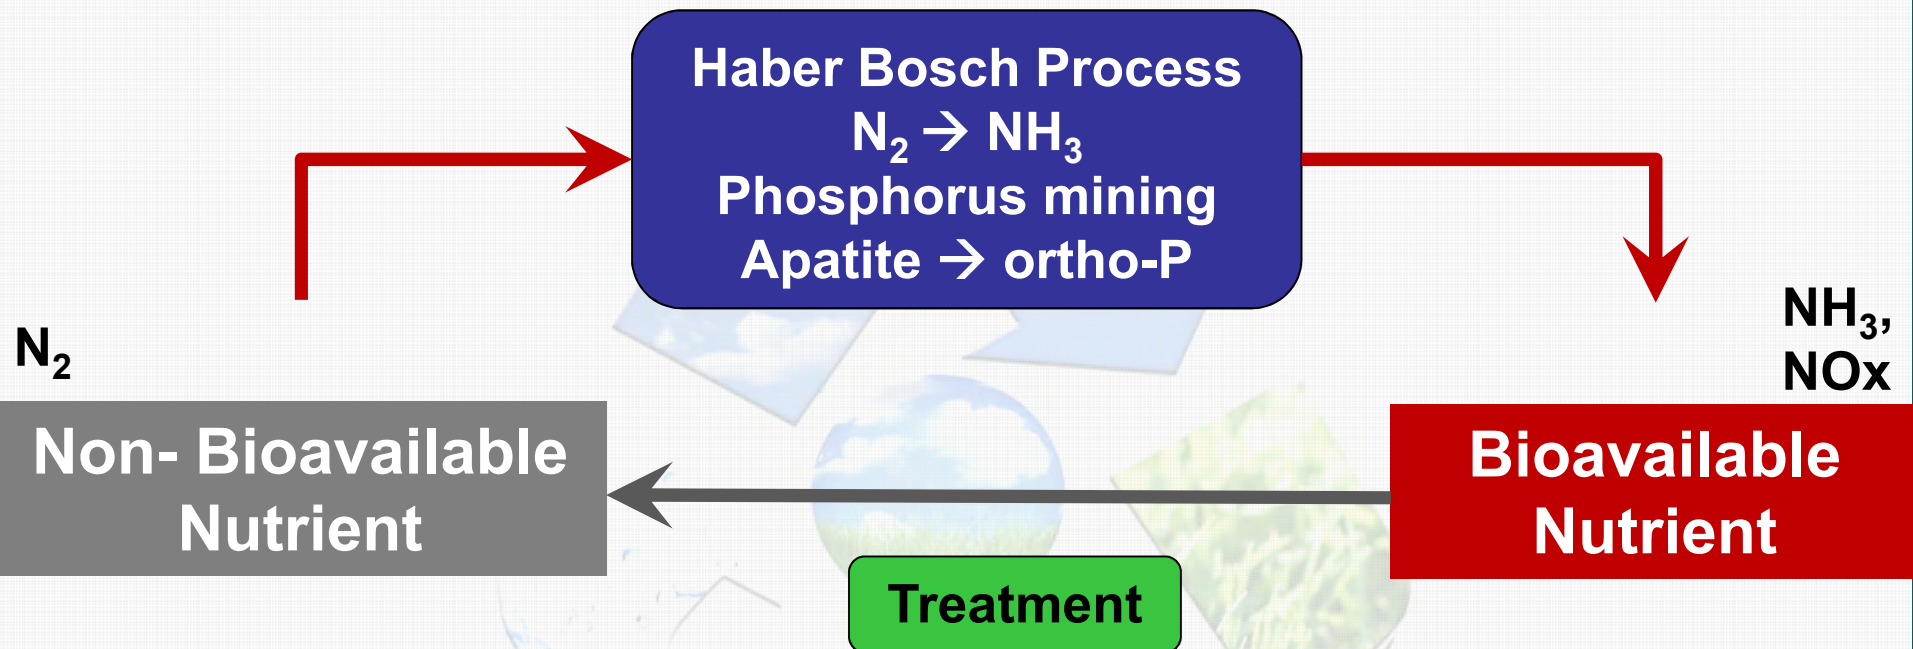 Haber Bosch Process
N₂ → NH₃
Phosphorus mining
Apatite → ortho-P
N₂
NH₃,
NOx
Non- Bioavailable
Nutrient
Bioavailable
Nutrient
Treatment